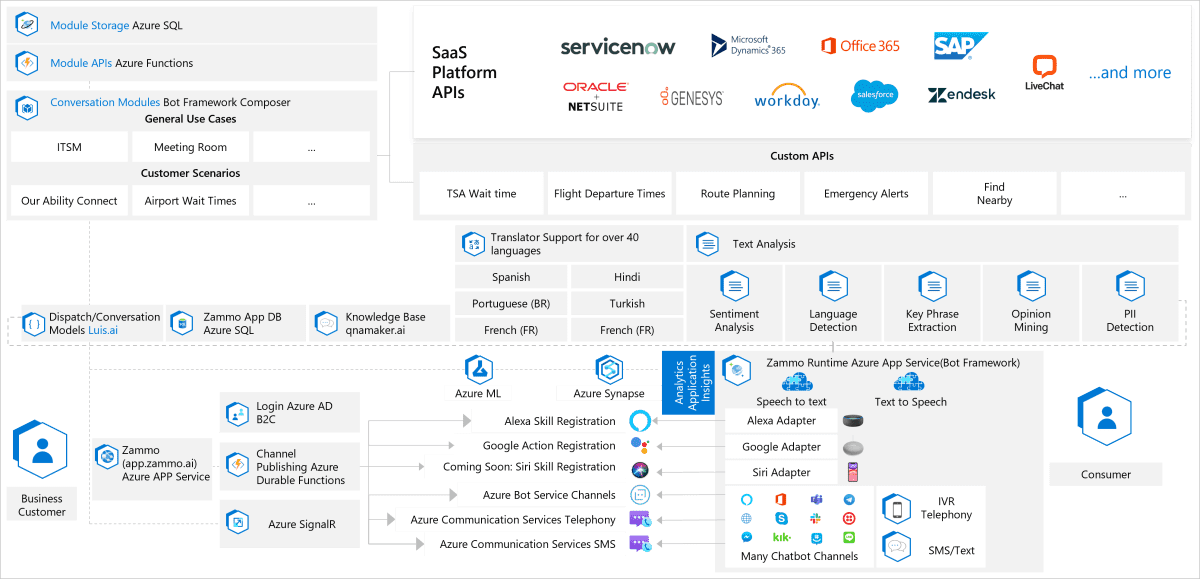 Module Storage Azure SQL
Module APIs Azure Functions
Conversation Modules Bot Framework Composer
General Use Cases
ITSM
Meeting Room
...
Customer Scenarios
Our Ability Connect
Airport Wait Times
...
SaaS
Platform
APIs
servicenow
Microsoft
Dynamics 365
Office 365
SAP
LiveChat
...and more
ORACLE
+
NETSUITE
GENESYS
workday.
salesforce
zendesk
Custom APIs
TSA Wait time
Flight Departure Times
Route Planning
Emergency Alerts
Find
Nearby
...
Translator Support for over 40
languages
Spanish
Hindi
Portuguese (BR)
Turkish
French (FR)
French (FR)
Text Analysis
Sentiment
Analysis
Language
Detection
Key Phrase
Extraction
Opinion
Mining
PII
Detection
Dispatch/Conversation
Models Luis.ai
Zammo App DB
Azure SQL
Knowledge Base
qnamaker.ai
Azure ML
Azure Synapse
Analytics
Application
Insights
Zammo Runtime Azure App Service(Bot Framework)
Speech to text
Text to Speech
Business
Customer
Zammo
(app.zammo.ai)
Azure APP Service
Login Azure AD
B2C
Channel
Publishing Azure
Durable Functions
Azure SignalR
Alexa Skill Registration
Google Action Registration
Coming Soon: Siri Skill Registration
Azure Bot Service Channels
Azure Communication Services Telephony
Azure Communication Services SMS
Alexa Adapter
Google Adapter
Siri Adapter
kik
Many Chatbot Channels
IVR
Telephony
SMS/Text
Consumer